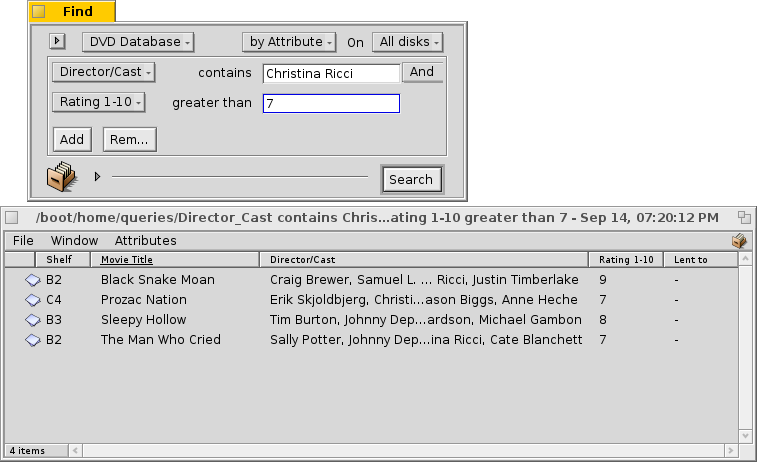 Find
DVD Database by Attribute On All disks
Director/Cast contains Christina Ricci And
Rating 1-10 greater than 7
Add Rem...
Search
/boot/home/queries/Director_Cast contains Chris...ating 1-10 greater than 7 - Sep 14, 07:20:12 PM
File Window Attributes
Shelf Movie Title Director/Cast Rating 1-10 Lent to
B2 Black Snake Moan Craig Brewer, Samuel L. ... Ricci, Justin Timberlake 9 -
C4 Prozac Nation Erik Skjoldbjerg, Christi...ason Biggs, Anne Heche 7 -
B3 Sleepy Hollow Tim Burton, Johnny Dep...ardson, Michael Gambon 8 -
B2 The Man Who Cried Sally Potter, Johnny Dep...ina Ricci, Cate Blanchett 7 -
4 items